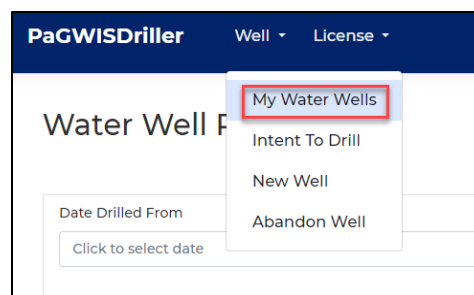 PaGWISDriller Well License
My Water Wells
Water Well
Intent To Drill
New Well
Date Drilled From
Abandon Well
Click to select date